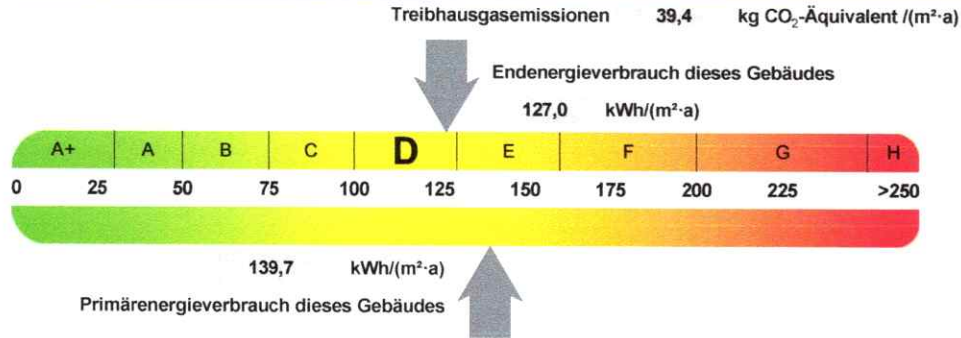 Treibhausgasemissionen 39,4 kg CO₂-Äquivalent /(m²·a)
Endenergieverbrauch dieses Gebäudes
127,0 kWh/(m²·a)
A+ A B C D E F G H
0 25 50 75 100 125 150 175 200 225 >250
139,7 kWh/(m²·a)
Primärenergieverbrauch dieses Gebäudes